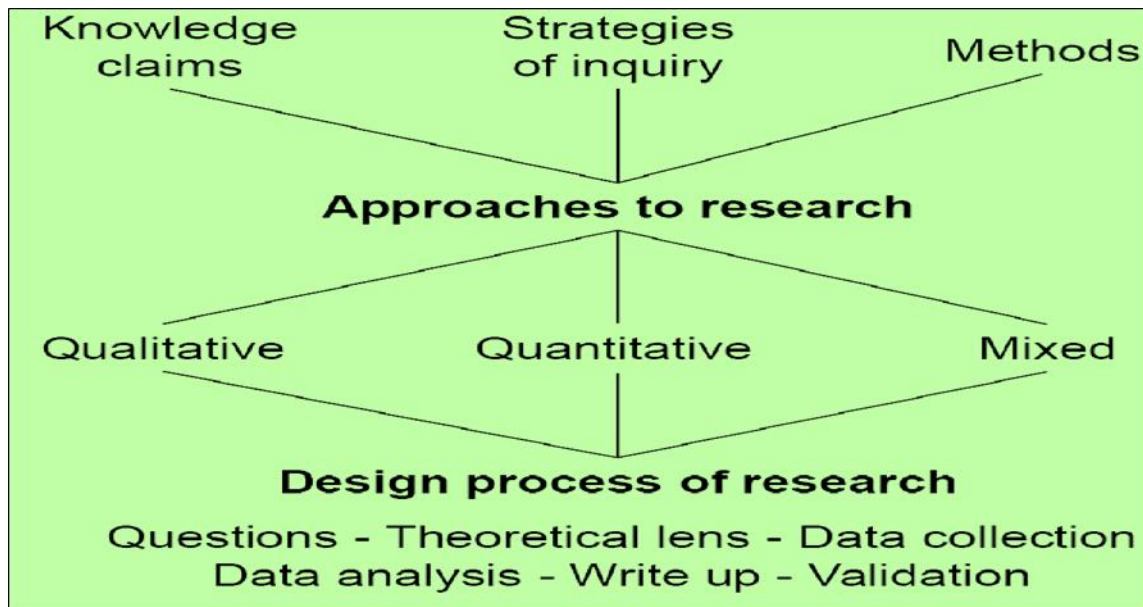 Knowledge
claims
Strategies
of inquiry
Methods
Approaches to research
Qualitative
Quantitative
Mixed
Design process of research
Questions - Theoretical lens - Data collection
Data analysis - Write up - Validation